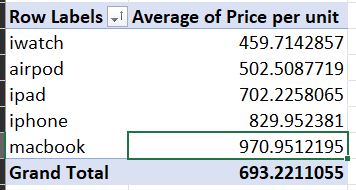 Row Labels Average of Price per unit
iwatch 459.7142857
airpod 502.5087719
ipad 702.2258065
iphone 829.952381
macbook 970.9512195
Grand Total 693.2211055